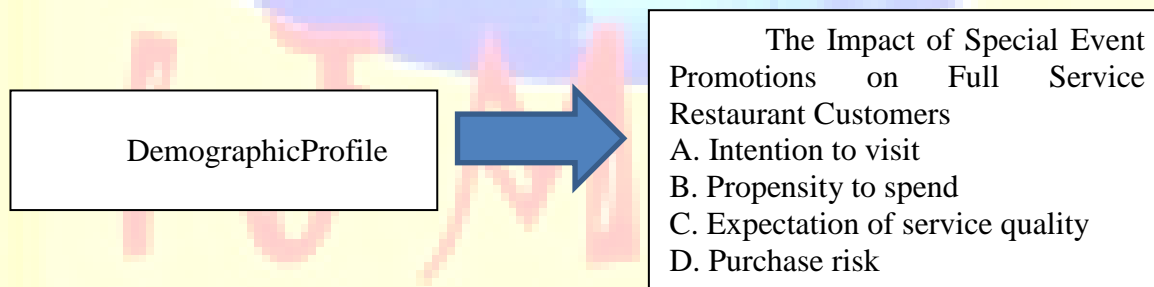 DemographicProfile
The Impact of Special Event
Promotions on Full Service
Restaurant Customers
A. Intention to visit
B. Propensity to spend
C. Expectation of service quality
D. Purchase risk